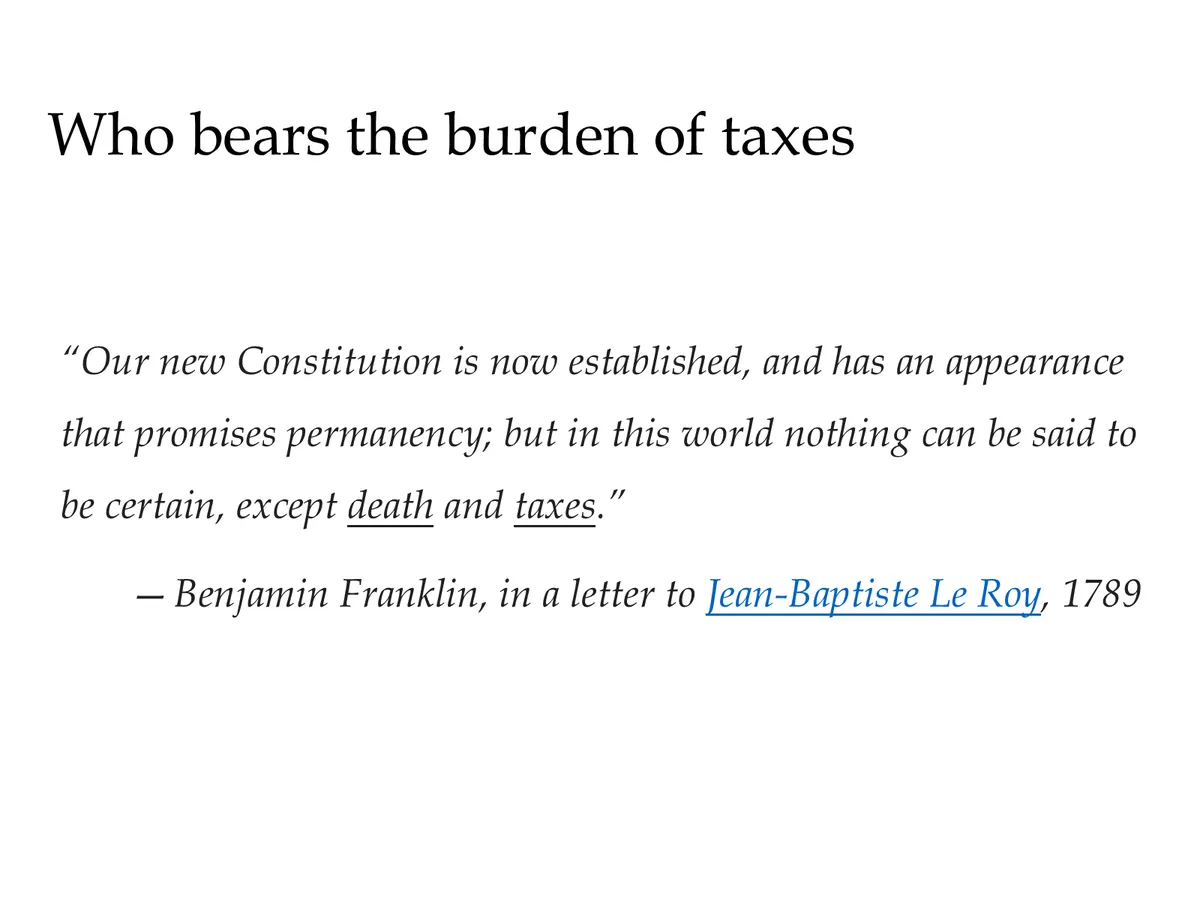 Who bears the burden of taxes
“Our new Constitution is now established, and has an appearance
that promises permanency; but in this world nothing can be said to
be certain, except death and taxes.”
— Benjamin Franklin, in a letter to Jean-Baptiste Le Roy, 1789